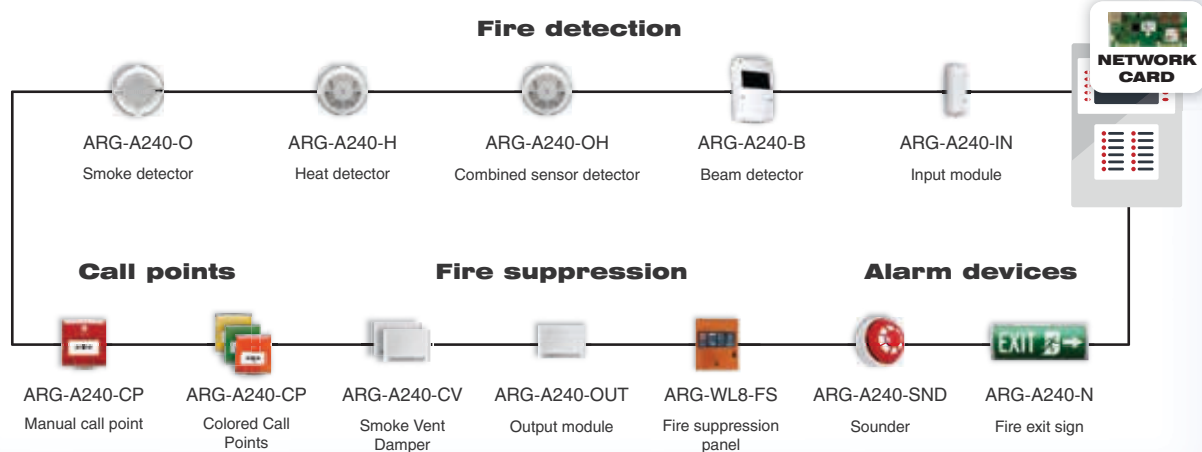 Fire detection
NETWORK
CARD
ARG-A240-O
ARG-A240-H
ARG-A240-OH
ARG-A240-B
ARG-A240-IN
Smoke detector
Heat detector
Combined sensor detector
Beam detector
Input module
Call points
Fire suppression
Alarm devices
EXIT
ARG-A240-CP
ARG-A240-CP
ARG-A240-CV
ARG-A240-OUT
ARG-WL8-FS
ARG-A240-SND
ARG-A240-N
Manual call point
Colored Call
Points
Smoke Vent
Damper
Output module
Fire suppression
panel
Sounder
Fire exit sign